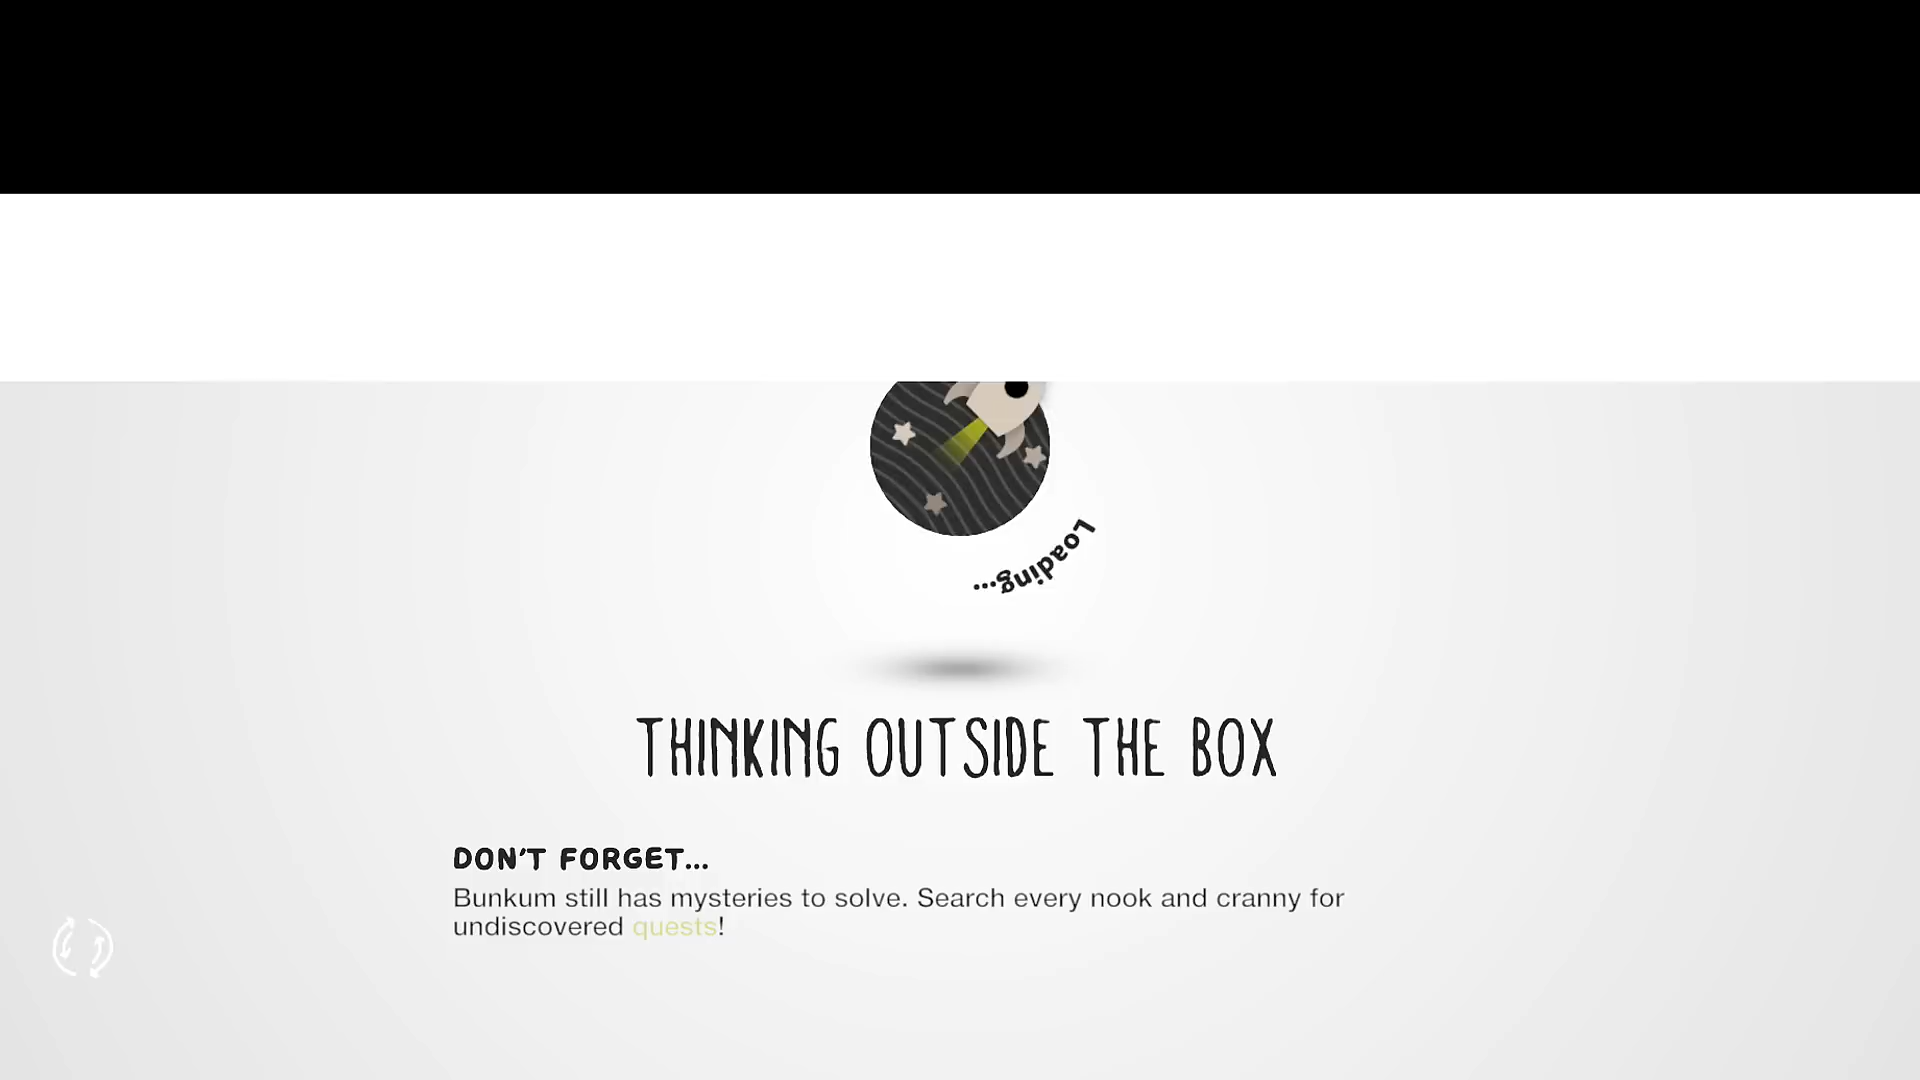 Loading...
THINKING OUTSIDE THE BOX
DON'T FORGET...
Bunkum still has mysteries to solve. Search every nook and cranny for
undiscovered quests!